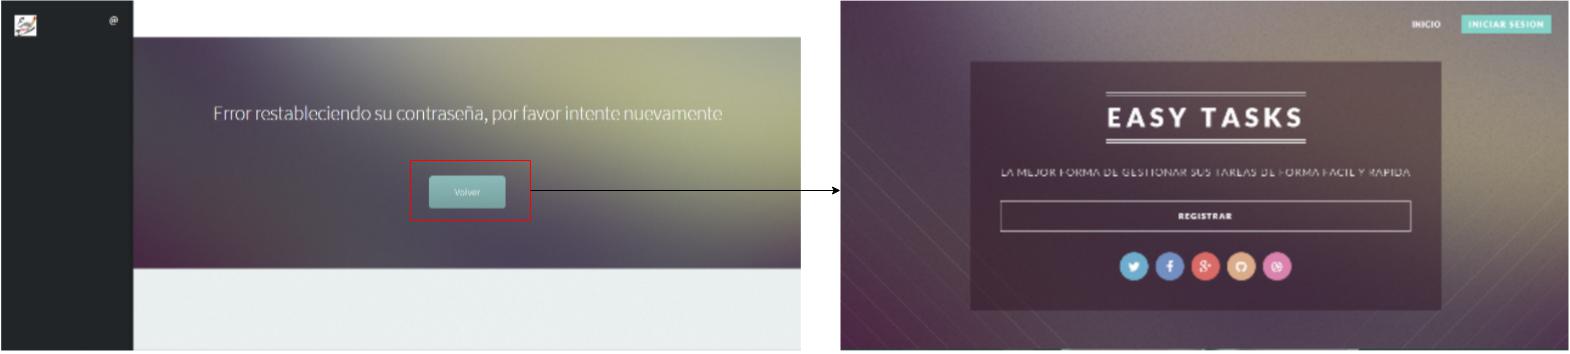 @
Error restableciendo su contraseña, por favor intente nuevamente
Volver
INICIO
INICIAR SESION
EASY TASKS
LA MEJOR FORMA DE GESTIONAR SUS TAREAS DE FORMA FACIL Y RAPIDA
REGISTRAR